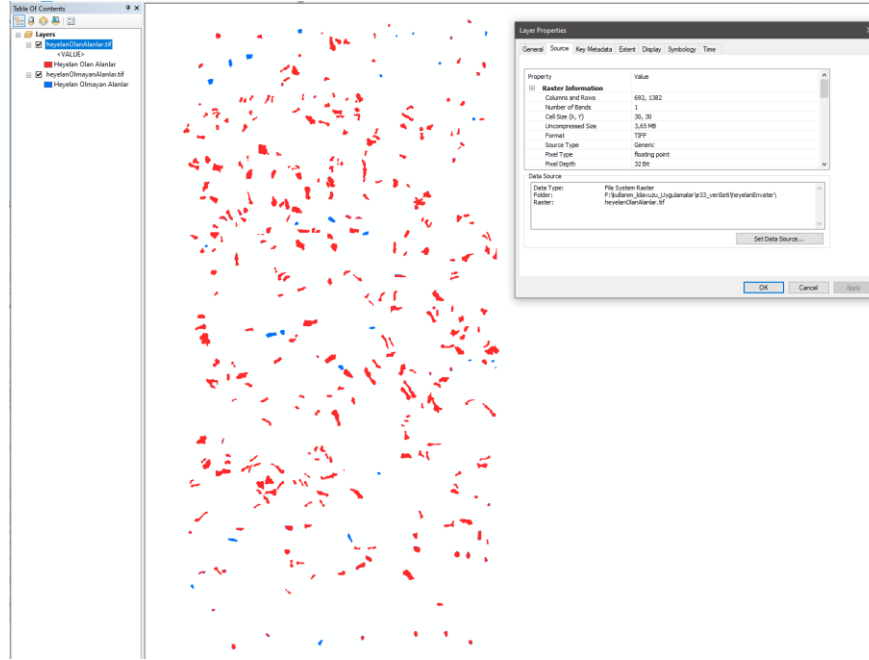 Table Of Contents
Layers
heyelanOlanAlanlar.tif
<VALUE>
Heyelan Olan Alanlar
heyelanOlmayanAlanlar.tif
Heyelan Olmayan Alanlar
Layer Properties
General Source Key Metadata Extent Display Symbology Time
Property Value
Raster Information
Columns and Rows 692, 1382
Number of Bands 1
Cell Size (X, Y) 30, 30
Uncompressed Size 3,65 MB
Format TIFF
Source Type Generic
Pixel Type floating point
Pixel Depth 32 Bit
Data Source
Data Type: File System Raster
Folder: F:\kullanım_kılavuzu_Uygulamalar\p33_veriSeti\heyelanEnvater\
Raster: heyelanOlanAlanlar.tif
Set Data Source...
OK Cancel Apply